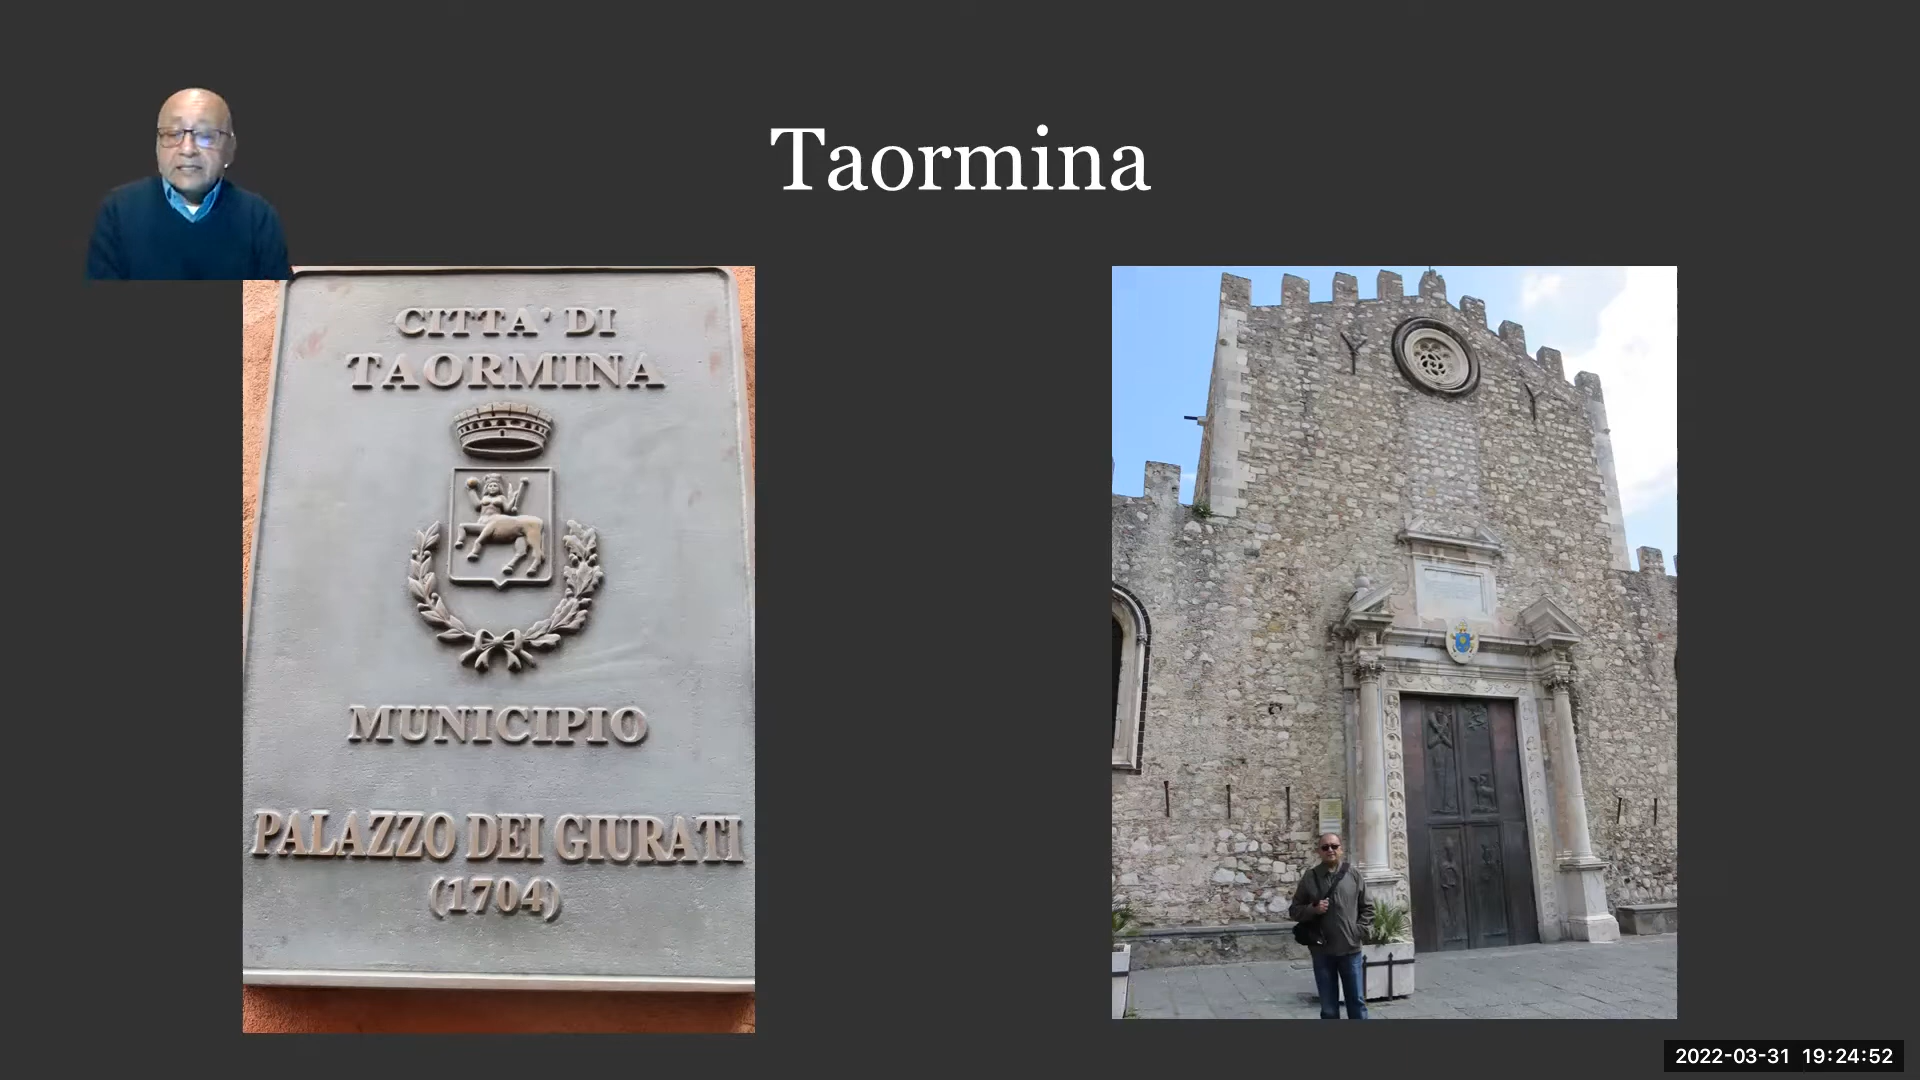 Taormina
CITTA' DI
TAORMINA
MUNICIPIO
PALAZZO DEI GIURATI
(1704)
2022-03-31 19:24:52